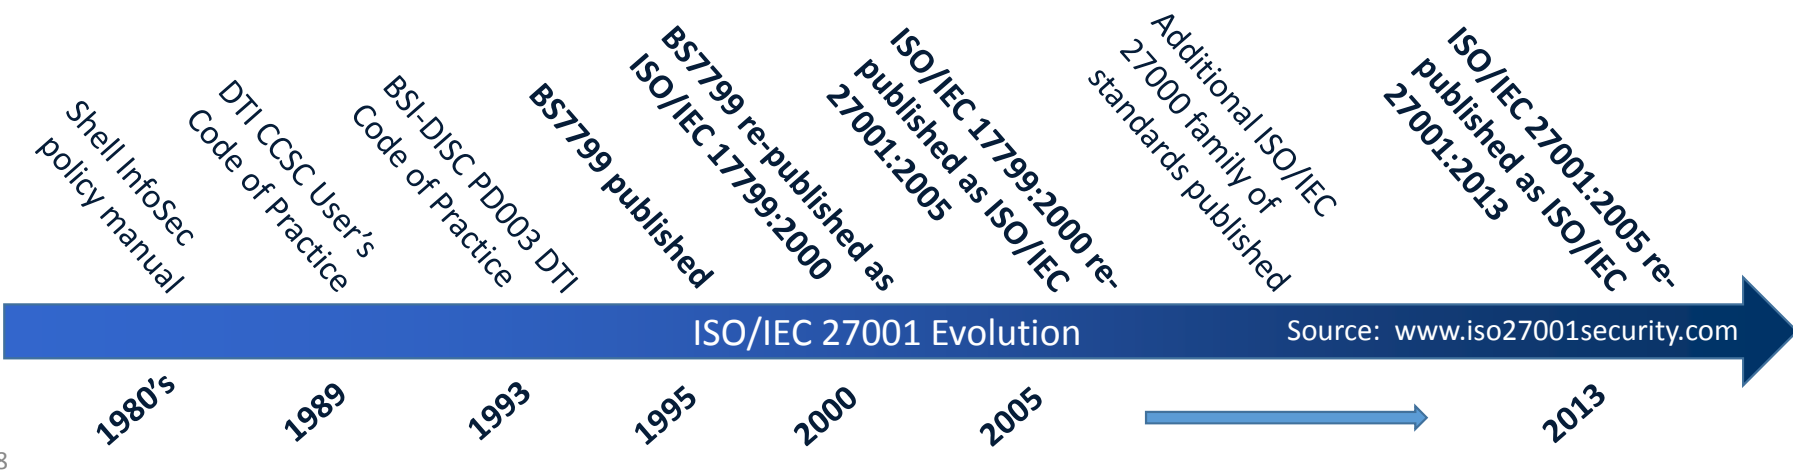 Shell InfoSec
policy manual
DTI CCSC User's
Code of Practice
BSI-DISC PD003 DTI
Code of Practice
BS7799 published
BS7799 re-published as
ISO/IEC 17799:2000
ISO/IEC 17799:2000 re-
published as ISO/IEC
27001:2005
Additional ISO/IEC
27000 family of
standards published
ISO/IEC 27001:2005 re-
published as ISO/IEC
27001:2013
ISO/IEC 27001 Evolution
Source: www.iso27001security.com
1980's
1989
1993
1995
2000
2005
2013
8